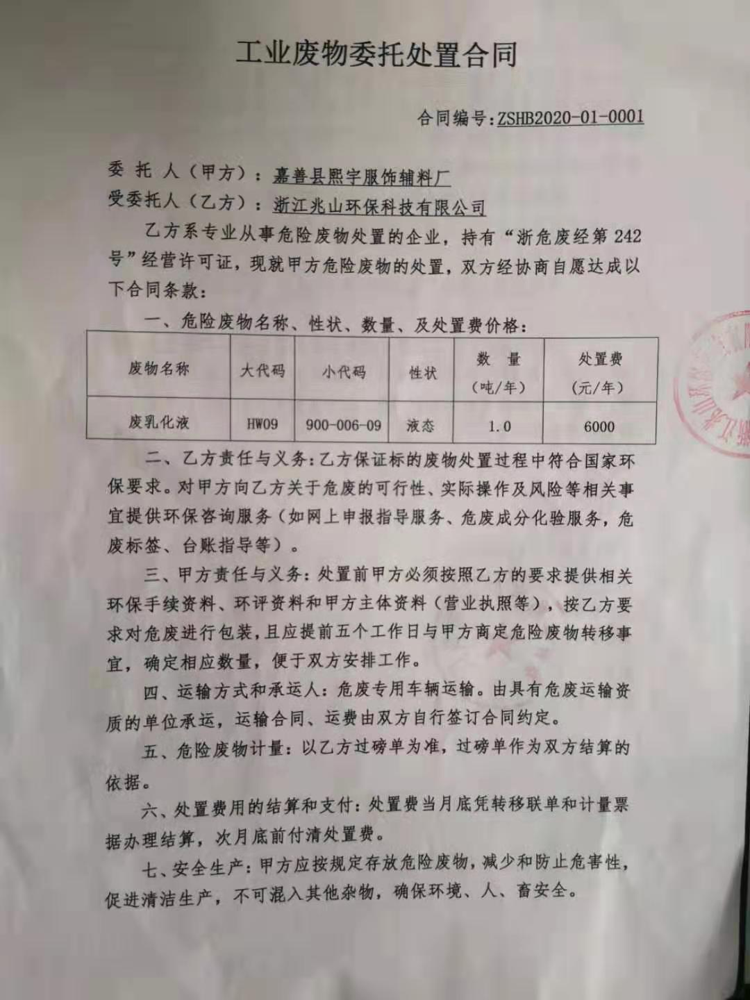 工业废物委托处置合同
合同编号:ZSHB2020-01-0001
委 托 人（甲方）: 嘉善县熙宇服饰辅料厂
受委托人（乙方）: 浙江兆山环保科技有限公司
乙方系专业从事危险废物处置的企业，持有“浙危废经第 242
号”经营许可证，现就甲方危险废物的处置，双方经协商自愿达成以
下合同条款:
一、危险废物名称、性状、数量、及处置费价格:
废物名称 大代码 小代码 性状 数 量 处置费
（吨/年） (元/年)
废乳化液 HW09 900-006-09 液态 1.0 6000
二、乙方责任与义务:乙方保证标的废物处置过程中符合国家环
保要求。对甲方向乙方关于危废的可行性、实际操作及风险等相关事
宜提供环保咨询服务（如网上申报指导服务、危废成分化验服务，危
废标签、台账指导等）。
三、甲方责任与义务: 处置前甲方必须按照乙方的要求提供相关
环保手续资料、环评资料和甲方主体资料（营业执照等），按乙方要
求对危废进行包装,且应提前五个工作日与甲方商定危险废物转移事
宜，确定相应数量，便于双方安排工作。
四、运输方式和承运人: 危废专用车辆运输。由具有危废运输资
质的单位承运，运输合同、运费由双方自行签订合同约定。
五、危险废物计量: 以乙方过磅单为准，过磅单作为双方结算的
依据。
六、处置费用的结算和支付: 处置费当月底凭转移联单和计量票
据办理结算，次月底前付清处置费。
七、安全生产: 甲方应按规定存放危险废物,减少和防止危害性，
促进清洁生产，不可混入其他杂物，确保环境、人、畜安全。